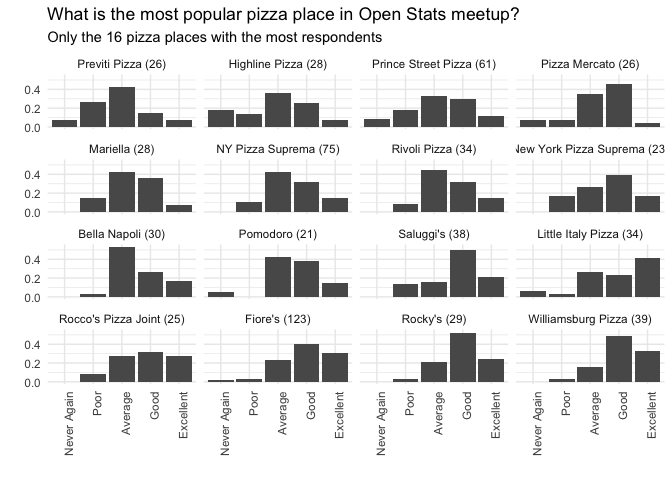 What is the most popular pizza place in Open Stats meetup?
Only the 16 pizza places with the most respondents
Previti Pizza (26) Highline Pizza (28) Prince Street Pizza (61) Pizza Mercato (26)
0.4
0.2
0.0
Mariella (28) NY Pizza Suprema (75) Rivoli Pizza (34) New York Pizza Suprema (23
0.4
0.2
0.0
Bella Napoli (30) Pomodoro (21) Saluggi's (38) Little Italy Pizza (34)
0.4
0.2
0.0
Rocco's Pizza Joint (25) Fiore's (123) Rocky's (29) Williamsburg Pizza (39)
0.4
0.2
0.0
Never Again Poor Average Good Excellent Never Again Poor Average Good Excellent Never Again Poor Average Good Excellent Never Again Poor Average Good Excellent